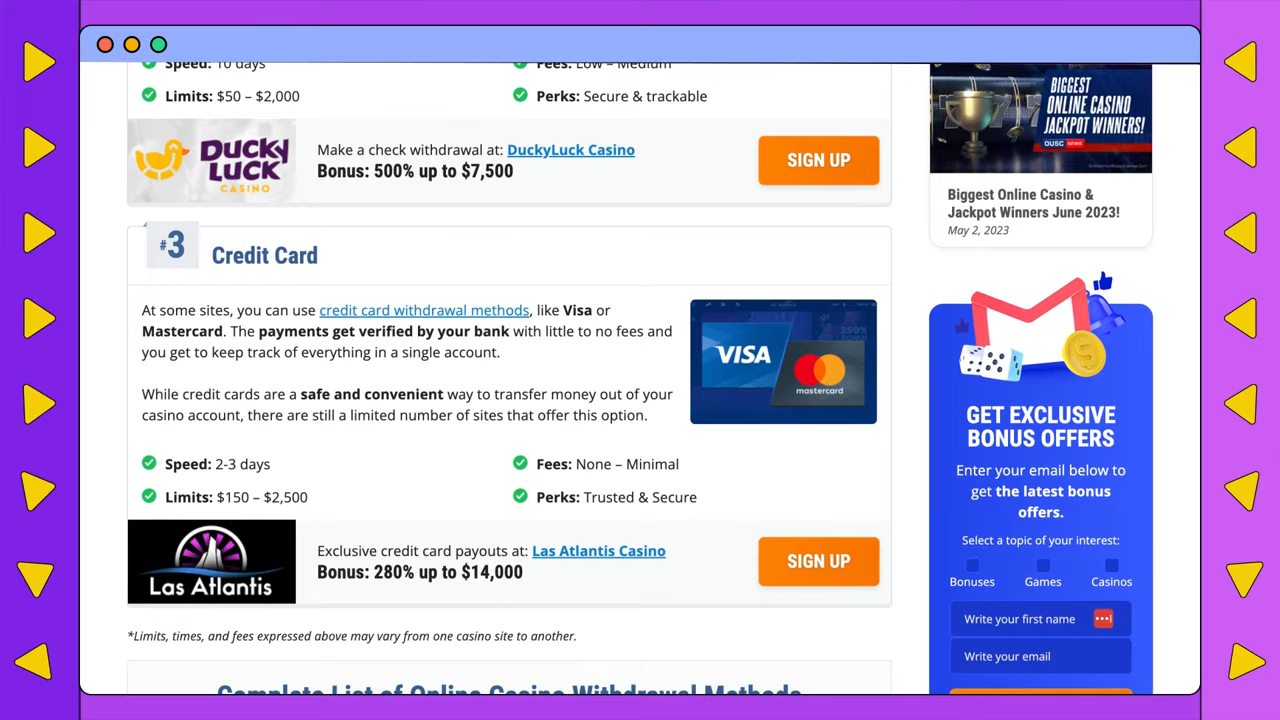 Speed: 10 days
Fees: Low – Medium
Limits: $50 – $2,000
Perks: Secure & trackable
DUCKY
LUCK
CASINO
Make a check withdrawal at: DuckyLuck Casino
Bonus: 500% up to $7,500
SIGN UP
#3
Credit Card
At some sites, you can use credit card withdrawal methods, like Visa or
Mastercard. The payments get verified by your bank with little to no fees and
you get to keep track of everything in a single account.
While credit cards are a safe and convenient way to transfer money out of your
casino account, there are still a limited number of sites that offer this option.
VISA
mastercard
Speed: 2-3 days
Fees: None – Minimal
Limits: $150 – $2,500
Perks: Trusted & Secure
Las Atlantis
Exclusive credit card payouts at: Las Atlantis Casino
Bonus: 280% up to $14,000
SIGN UP
*Limits, times, and fees expressed above may vary from one casino site to another.
Complete List of Online Casino Withdrawal Methods
BIGGEST
ONLINE CASINO
JACKPOT WINNERS!
OUSC NEWS
Biggest Online Casino &
Jackpot Winners June 2023!
May 2, 2023
GET EXCLUSIVE
BONUS OFFERS
Enter your email below to
get the latest bonus
offers.
Select a topic of your interest:
Bonuses
Games
Casinos
Write your first name
Write your email